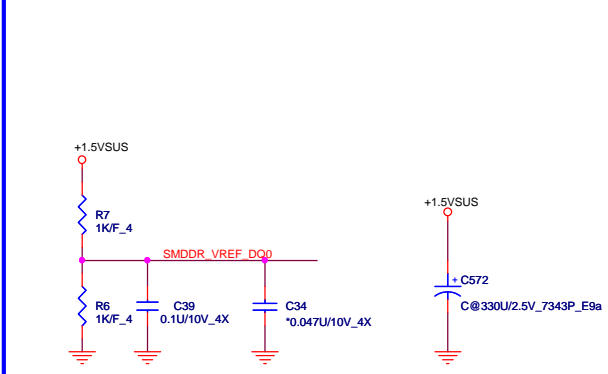 +1.5VSUS
R7
1K/F_4
SMDDR_VREF_DQ0
R6
1K/F_4
C39
0.1U/10V_4X
C34
*0.047U/10V_4X
+1.5VSUS
+
C572
C@330U/2.5V_7343P_E9a